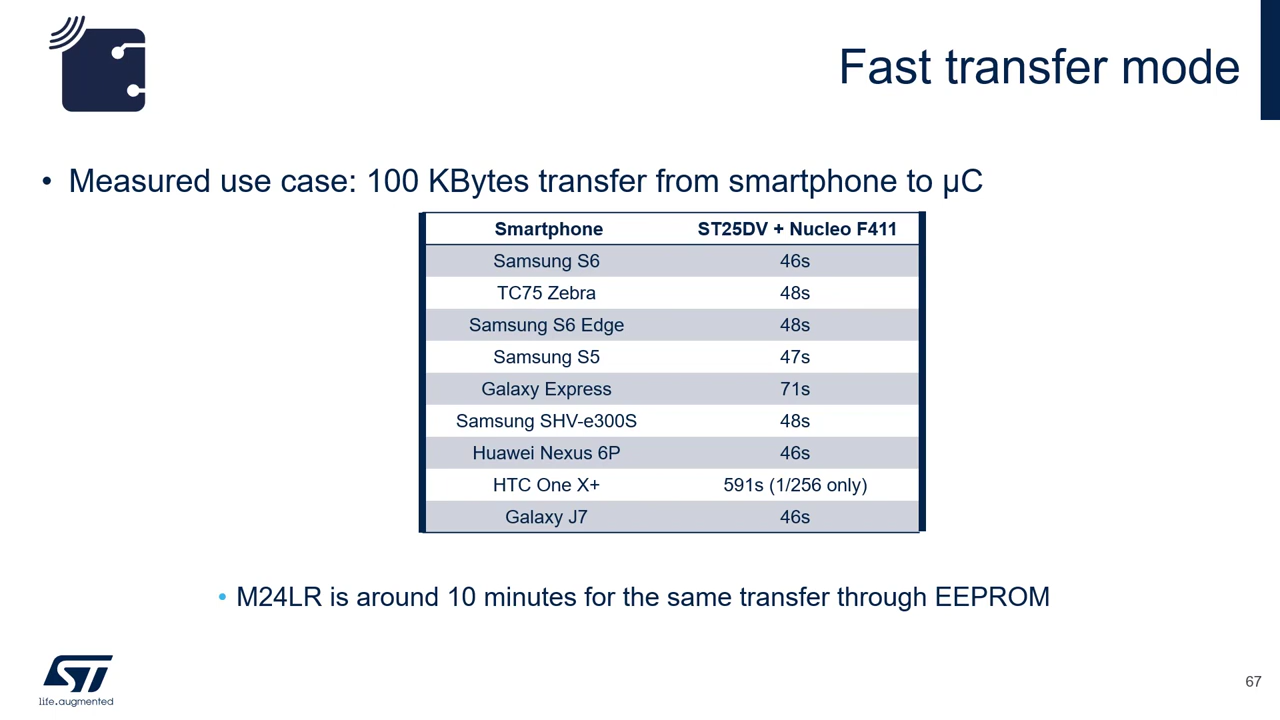 Fast transfer mode
• Measured use case: 100 KBytes transfer from smartphone to µC
Smartphone ST25DV + Nucleo F411
Samsung S6 46s
TC75 Zebra 48s
Samsung S6 Edge 48s
Samsung S5 47s
Galaxy Express 71s
Samsung SHV-e300S 48s
Huawei Nexus 6P 46s
HTC One X+ 591s (1/256 only)
Galaxy J7 46s
• M24LR is around 10 minutes for the same transfer through EEPROM
ST
life.augmented
67